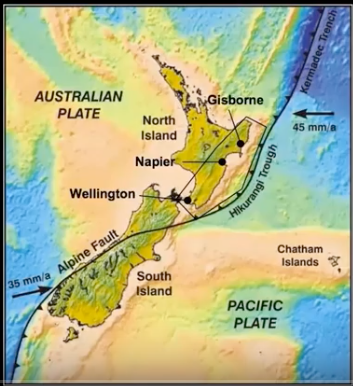 Kermadec Trench
AUSTRALIAN
PLATE
Gisborne
North
Island
45 mm/a
Napier
Hikurangi Trough
Wellington
Alpine Fault
Chatham
Islands
35 mm/a
South
Island
PACIFIC
PLATE